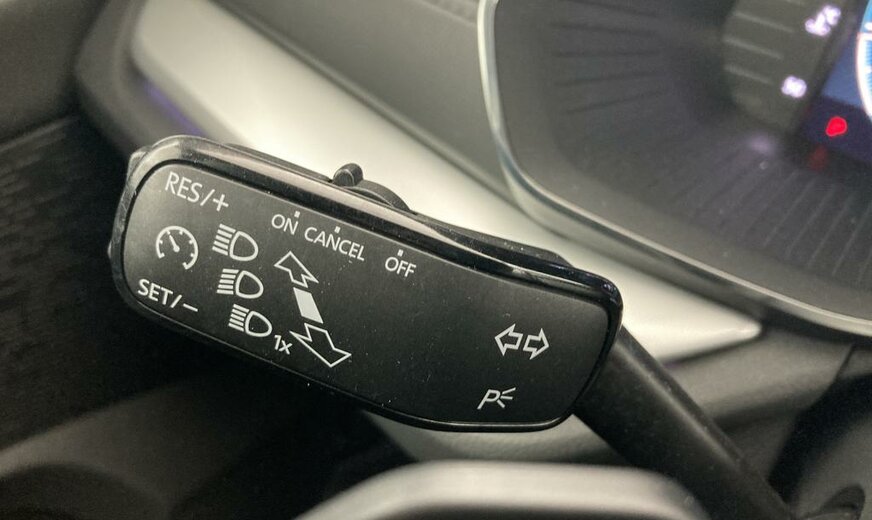 RES/+
ON CANCEL OFF
SET/-
1x
P